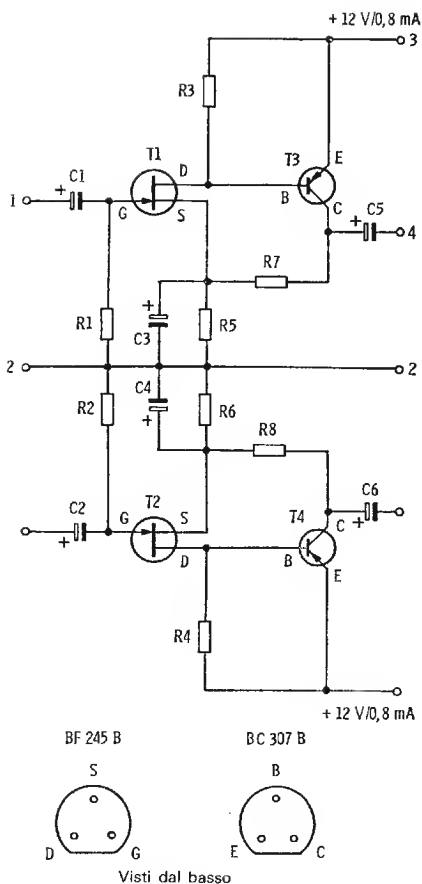 + 12 V/0,8 mA
3
R3
T1
C1
D
T3
E
+
B
1
G
S
C
C5
+
4
R7
R1
+
C3
R5
2
2
R2
C4
R6
+
R8
C2
G
S
T4
C
C6
+
T2
D
B
+
E
R4
+ 12 V/0,8 mA
BF 245 B
BC 307 B
S
B
D
G
E
C
Visti dal basso